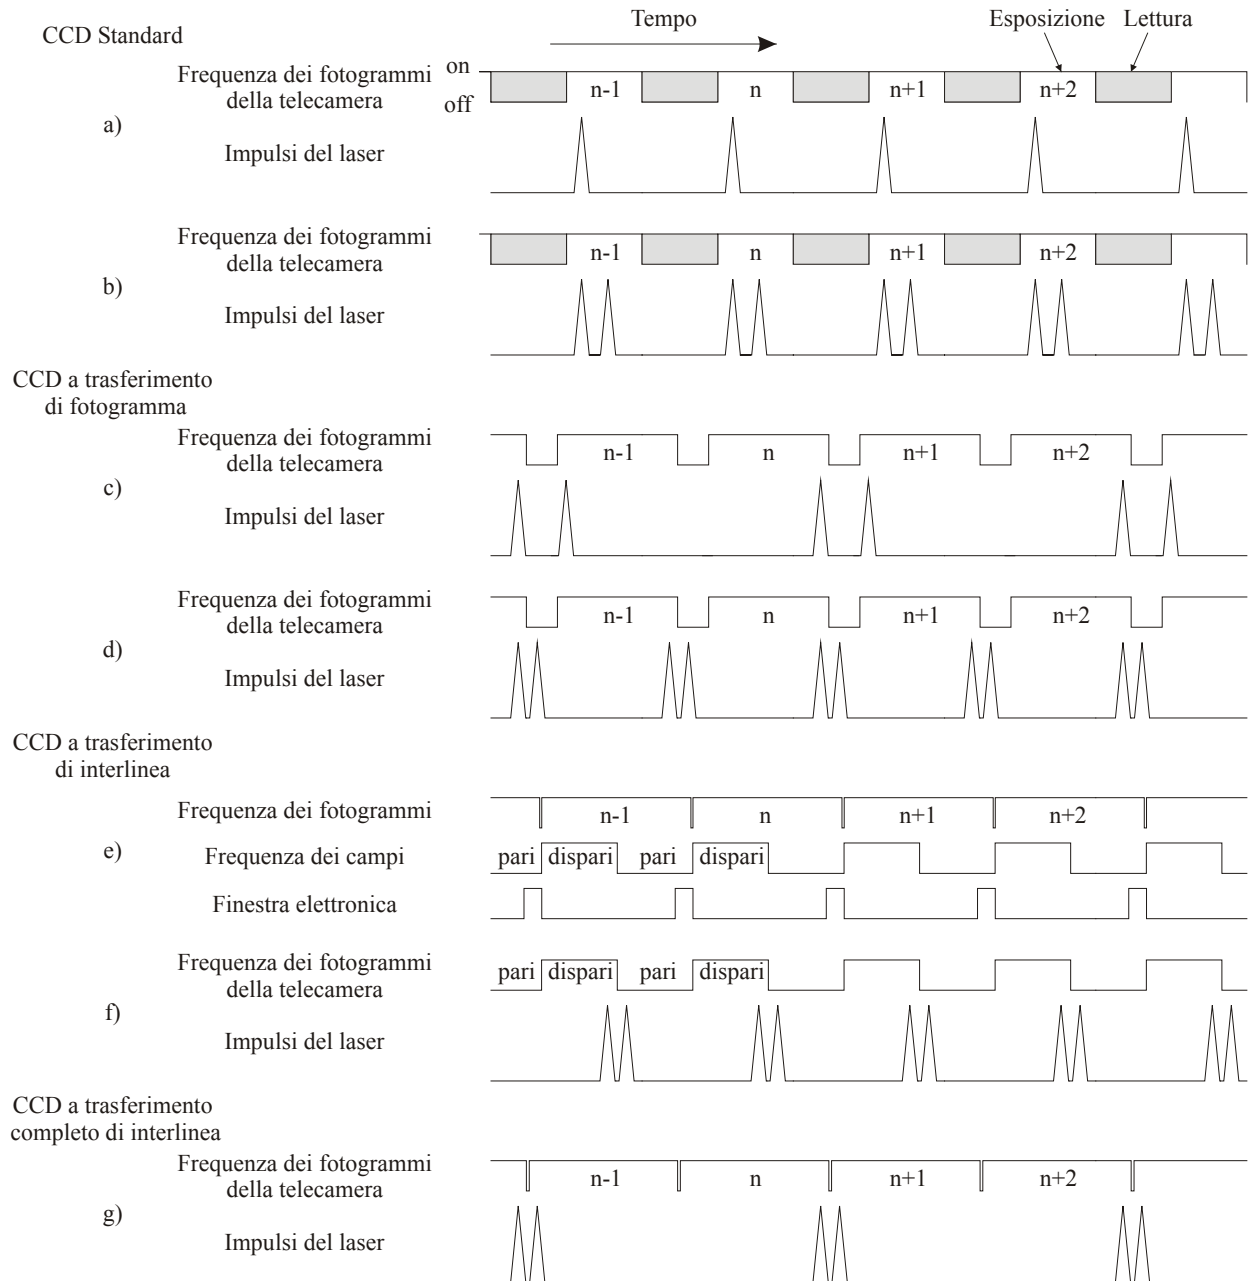 Tempo
Esposizione
Lettura
CCD Standard
Frequenza dei fotogrammi
della telecamera
on
off
n-1
n
n+1
n+2
a)
Impulsi del laser
Frequenza dei fotogrammi
della telecamera
n-1
n
n+1
n+2
b)
Impulsi del laser
CCD a trasferimento
di fotogramma
Frequenza dei fotogrammi
della telecamera
n-1
n
n+1
n+2
c)
Impulsi del laser
Frequenza dei fotogrammi
della telecamera
n-1
n
n+1
n+2
d)
Impulsi del laser
CCD a trasferimento
di interlinea
Frequenza dei fotogrammi
n-1
n
n+1
n+2
e)
Frequenza dei campi
pari
dispari
pari
dispari
Finestra elettronica
Frequenza dei fotogrammi
della telecamera
pari
dispari
pari
dispari
f)
Impulsi del laser
CCD a trasferimento
completo di interlinea
Frequenza dei fotogrammi
della telecamera
n-1
n
n+1
n+2
g)
Impulsi del laser